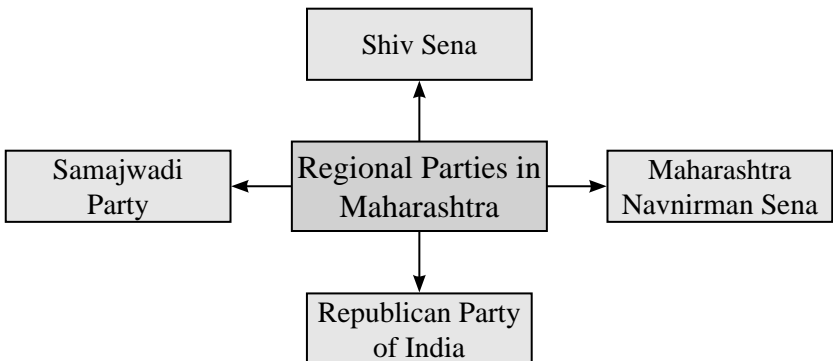 Shiv Sena
Samajwadi
Party
Regional Parties in
Maharashtra
Maharashtra
Navnirman Sena
Republican Party
of India